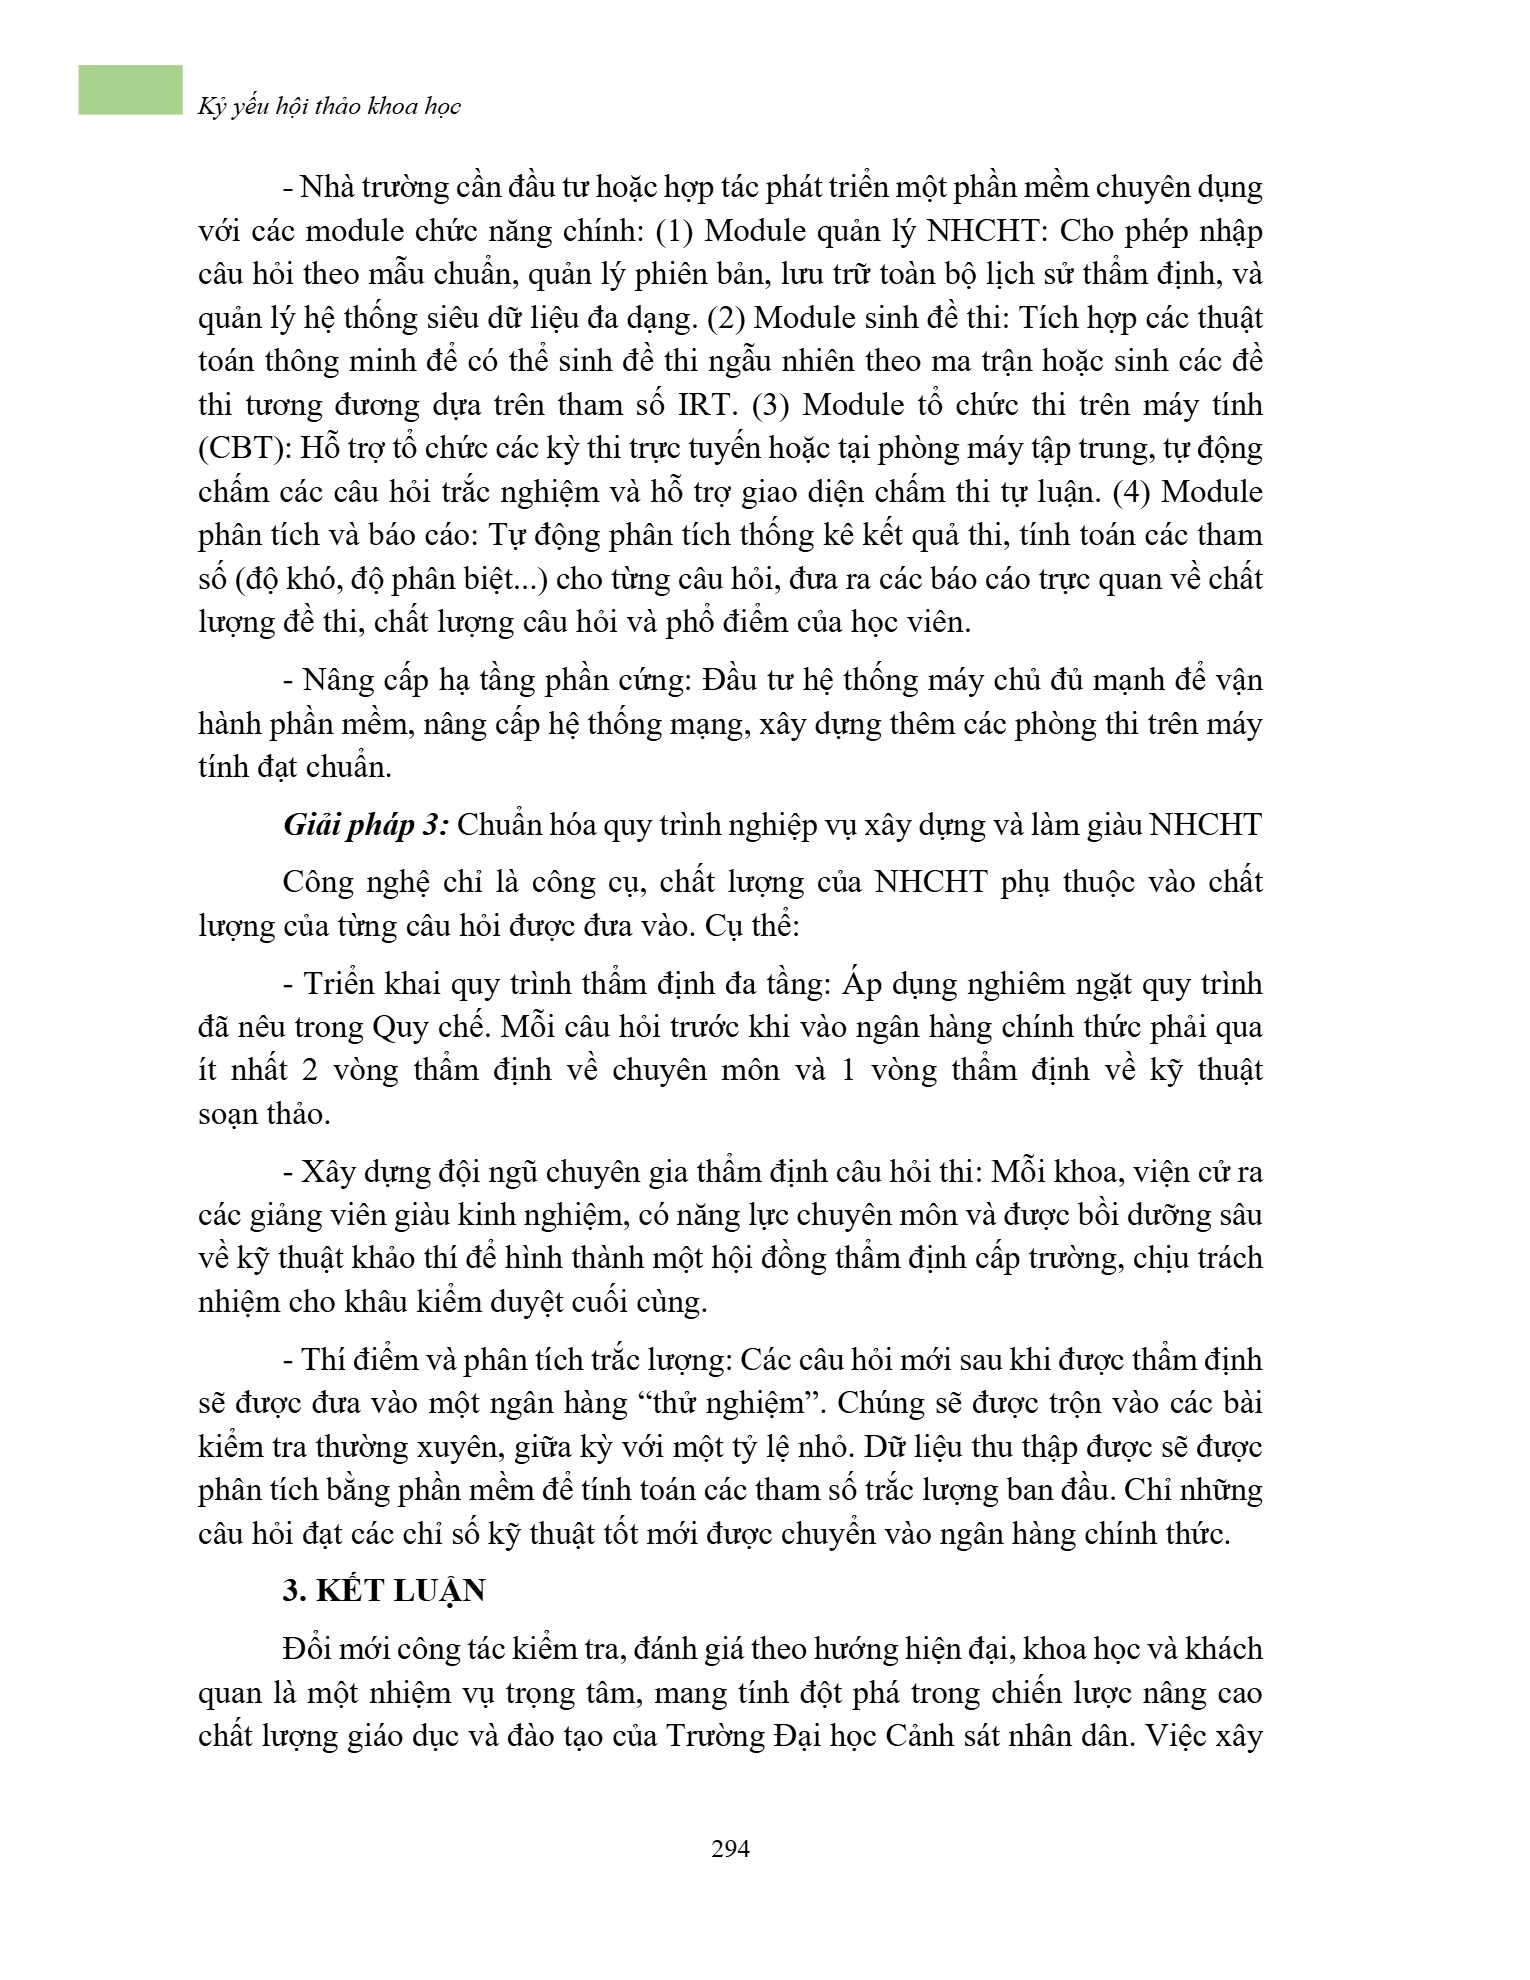 Kỷ yếu hội thảo khoa học
- Nhà trường cần đầu tư hoặc hợp tác phát triển một phần mềm chuyên dụng
với các module chức năng chính: (1) Module quản lý NHCHT: Cho phép nhập
câu hỏi theo mẫu chuẩn, quản lý phiên bản, lưu trữ toàn bộ lịch sử thẩm định, và
quản lý hệ thống siêu dữ liệu đa dạng. (2) Module sinh đề thi: Tích hợp các thuật
toán thông minh để có thể sinh đề thi ngẫu nhiên theo ma trận hoặc sinh các đề
thi tương đương dựa trên tham số IRT. (3) Module tổ chức thi trên máy tính
(CBT): Hỗ trợ tổ chức các kỳ thi trực tuyến hoặc tại phòng máy tập trung, tự động
chấm các câu hỏi trắc nghiệm và hỗ trợ giao diện chấm thi tự luận. (4) Module
phân tích và báo cáo: Tự động phân tích thống kê kết quả thi, tính toán các tham
số (độ khó, độ phân biệt...) cho từng câu hỏi, đưa ra các báo cáo trực quan về chất
lượng đề thi, chất lượng câu hỏi và phổ điểm của học viên.
- Nâng cấp hạ tầng phần cứng: Đầu tư hệ thống máy chủ đủ mạnh để vận
hành phần mềm, nâng cấp hệ thống mạng, xây dựng thêm các phòng thi trên máy
tính đạt chuẩn.
Giải pháp 3: Chuẩn hóa quy trình nghiệp vụ xây dựng và làm giàu NHCHT
Công nghệ chỉ là công cụ, chất lượng của NHCHT phụ thuộc vào chất
lượng của từng câu hỏi được đưa vào. Cụ thể:
- Triển khai quy trình thẩm định đa tầng: Áp dụng nghiêm ngặt quy trình
đã nêu trong Quy chế. Mỗi câu hỏi trước khi vào ngân hàng chính thức phải qua
ít nhất 2 vòng thẩm định về chuyên môn và 1 vòng thẩm định về kỹ thuật
soạn thảo.
- Xây dựng đội ngũ chuyên gia thẩm định câu hỏi thi: Mỗi khoa, viện cử ra
các giảng viên giàu kinh nghiệm, có năng lực chuyên môn và được bồi dưỡng sâu
về kỹ thuật khảo thí để hình thành một hội đồng thẩm định cấp trường, chịu trách
nhiệm cho khâu kiểm duyệt cuối cùng.
- Thí điểm và phân tích trắc lượng: Các câu hỏi mới sau khi được thẩm định
sẽ được đưa vào một ngân hàng “thử nghiệm”. Chúng sẽ được trộn vào các bài
kiểm tra thường xuyên, giữa kỳ với một tỷ lệ nhỏ. Dữ liệu thu thập được sẽ được
phân tích bằng phần mềm để tính toán các tham số trắc lượng ban đầu. Chỉ những
câu hỏi đạt các chỉ số kỹ thuật tốt mới được chuyển vào ngân hàng chính thức.
3. KẾT LUẬN
Đổi mới công tác kiểm tra, đánh giá theo hướng hiện đại, khoa học và khách
quan là một nhiệm vụ trọng tâm, mang tính đột phá trong chiến lược nâng cao
chất lượng giáo dục và đào tạo của Trường Đại học Cảnh sát nhân dân. Việc xây
294